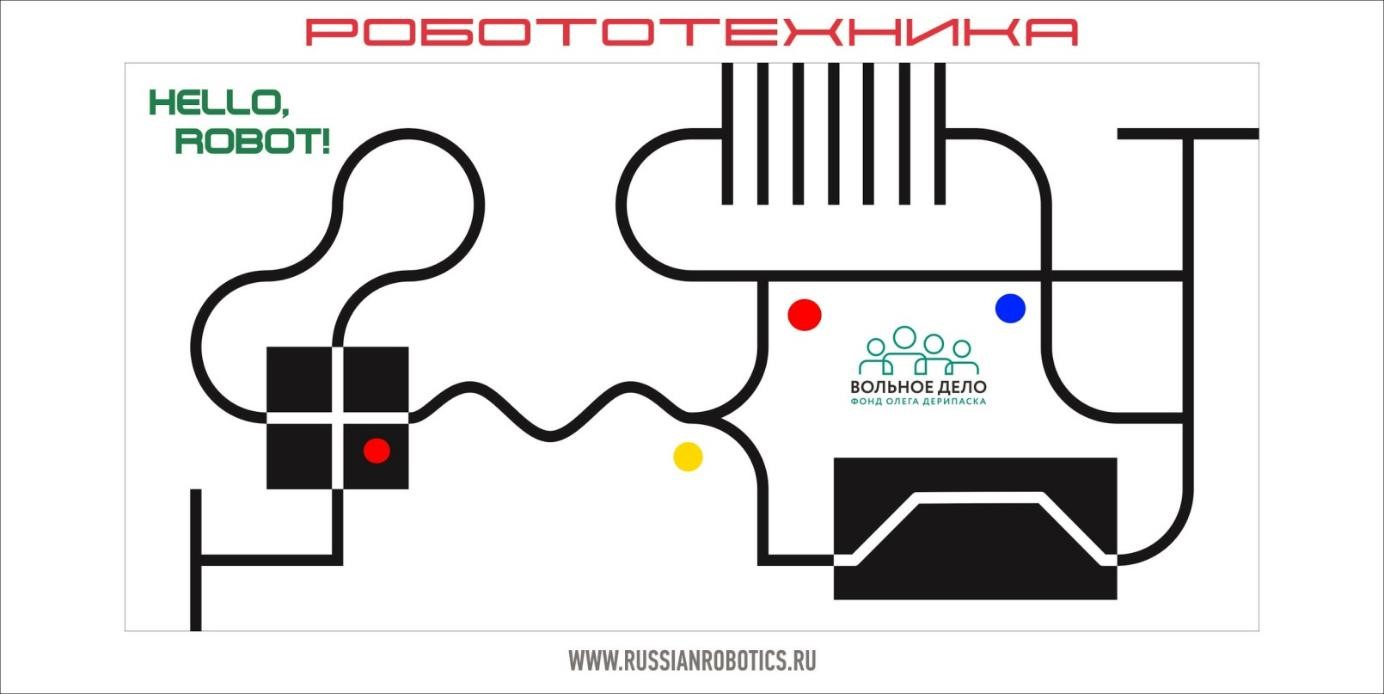 РОБОТОТЕХНИКА
HELLO,
ROBOT!
ВОЛЬНОЕ ДЕЛО
ФОНД ОЛЕГА ДЕРИПАСКА
WWW.RUSSIANROBOTICS.RU